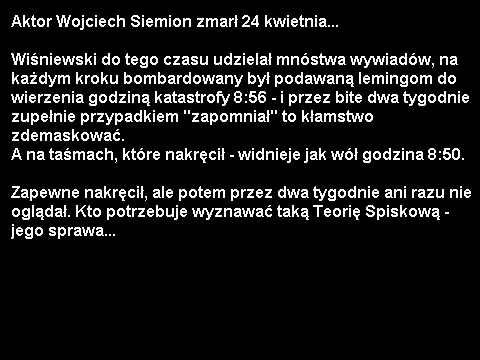 Aktor Wojciech Siemion zmarł 24 kwietnia...
Wiśniewski do tego czasu udzielał mnóstwa wywiadów, na
każdym kroku bombardowany był podawaną lemingom do
wierzenia godziną katastrofy 8:56 - i przez bite dwa tygodnie
zupełnie przypadkiem "zapomniał" to kłamstwo
zdemaskować.
A na taśmach, które nakręcił - widnieje jak wół godzina 8:50.
Zapewne nakręcił, ale potem przez dwa tygodnie ani razu nie
oglądał. Kto potrzebuje wyznawać taką Teorię Spiskową -
jego sprawa...